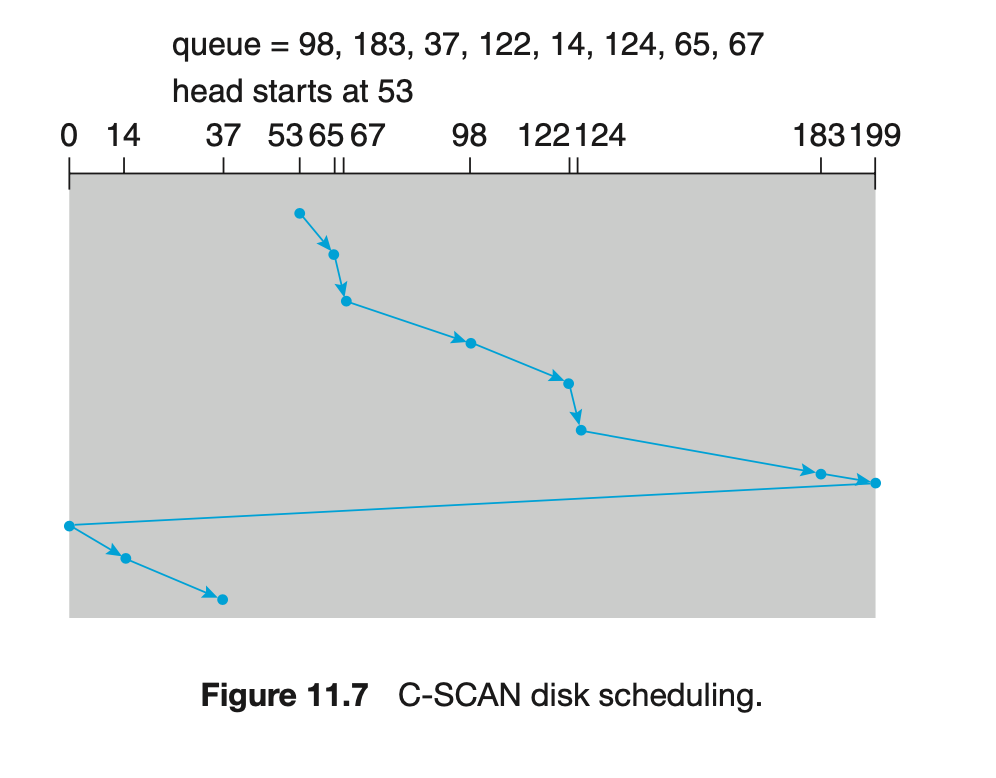 queue = 98, 183, 37, 122, 14, 124, 65, 67
head starts at 53
0 14 37 53 65 67 98 122 124 183 199
Figure 11.7 C-SCAN disk scheduling.